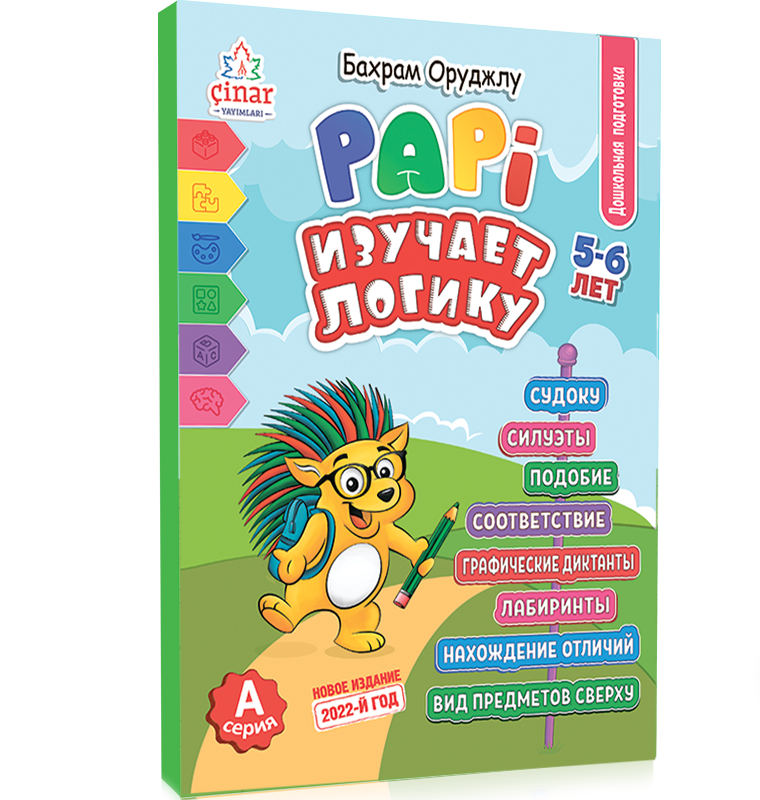 çinar
YAYIMLARI
Бахрам Оруджлу
PAPi
ИЗУЧАЕТ
ЛОГИКУ
Дошкольная подготовка
5-6
ЛЕТ
СУДОКУ
СИЛУЭТЫ
ПОДОБИЕ
СООТВЕТСТВИЕ
ГРАФИЧЕСКИЕ ДИКТАНТЫ
ЛАБИРИНТЫ
НАХОЖДЕНИЕ ОТЛИЧИЙ
ВИД ПРЕДМЕТОВ СВЕРХУ
НОВОЕ ИЗДАНИЕ
2022-Й ГОД
А
серия
A C